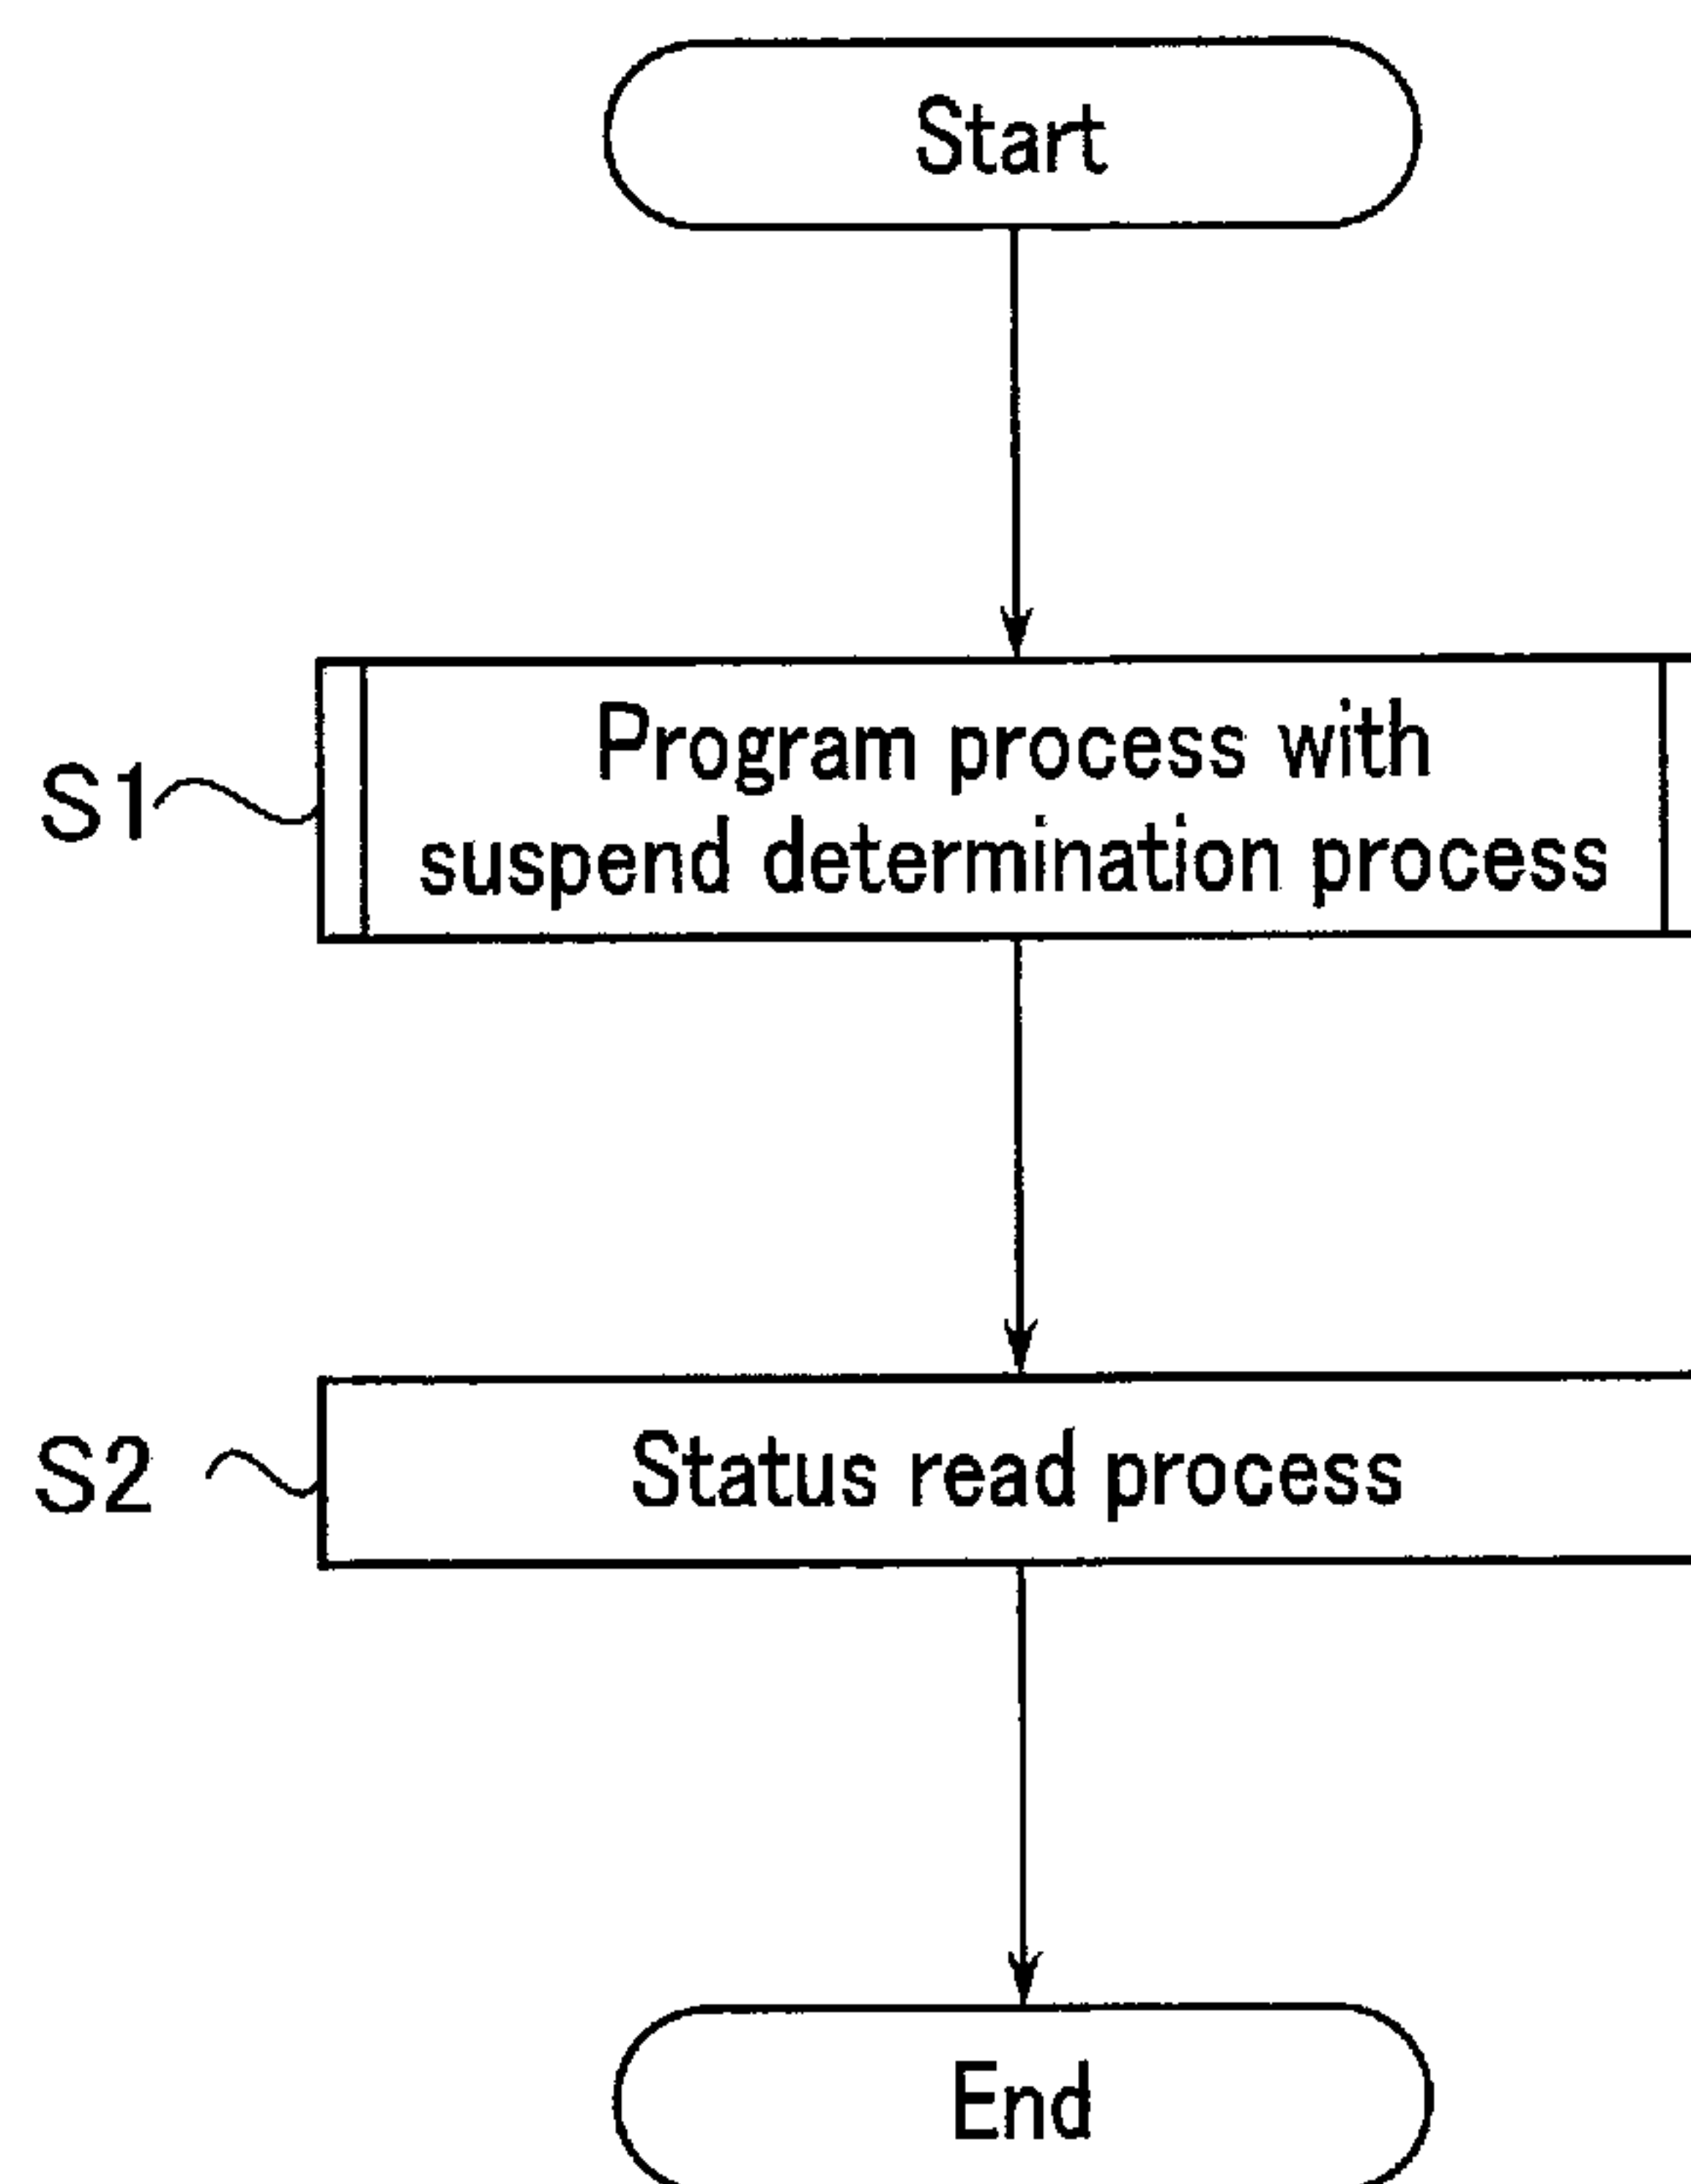 Start
S1
Program process with
suspend determination process
S2
Status read process
End